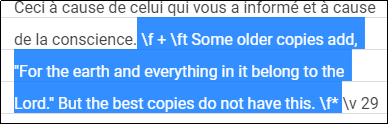 Ceci à cause de celui qui vous a informé et à cause
de la conscience. \f + \ft Some older copies add,
"For the earth and everything in it belong to the
Lord." But the best copies do not have this. \f* \v 29